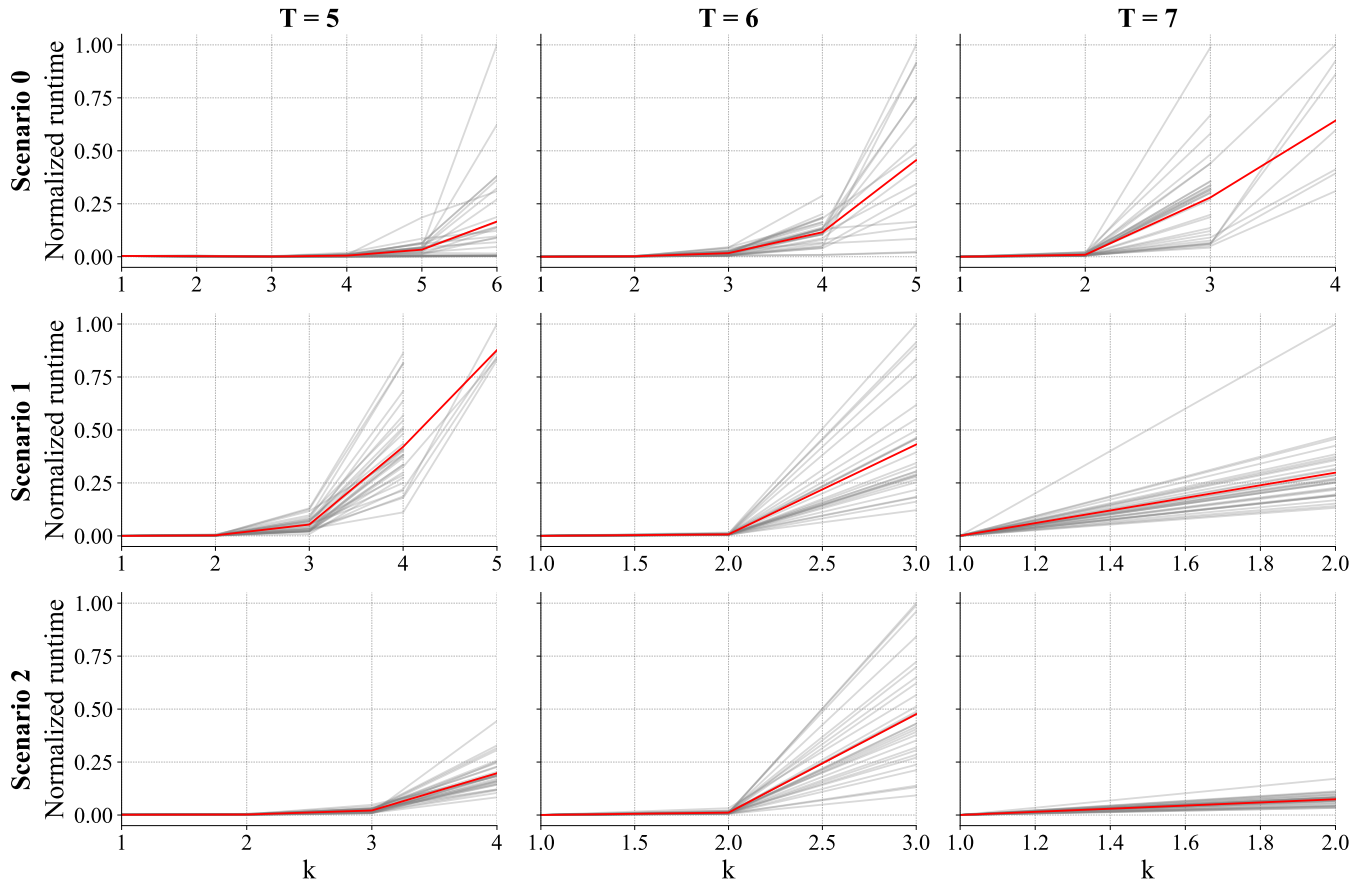 T = 5 T = 6 T = 7
Scenario 0
Normalized runtime
1.00
0.75
0.50
0.25
0.00
1 2 3 4 5 6
1 2 3 4 5
1 2 3 4
Scenario 1
Normalized runtime
1.00
0.75
0.50
0.25
0.00
1 2 3 4 5
1.0 1.5 2.0 2.5 3.0
1.0 1.2 1.4 1.6 1.8 2.0
Scenario 2
Normalized runtime
1.00
0.75
0.50
0.25
0.00
1 2 3 4
1.0 1.5 2.0 2.5 3.0
1.0 1.2 1.4 1.6 1.8 2.0
k k k